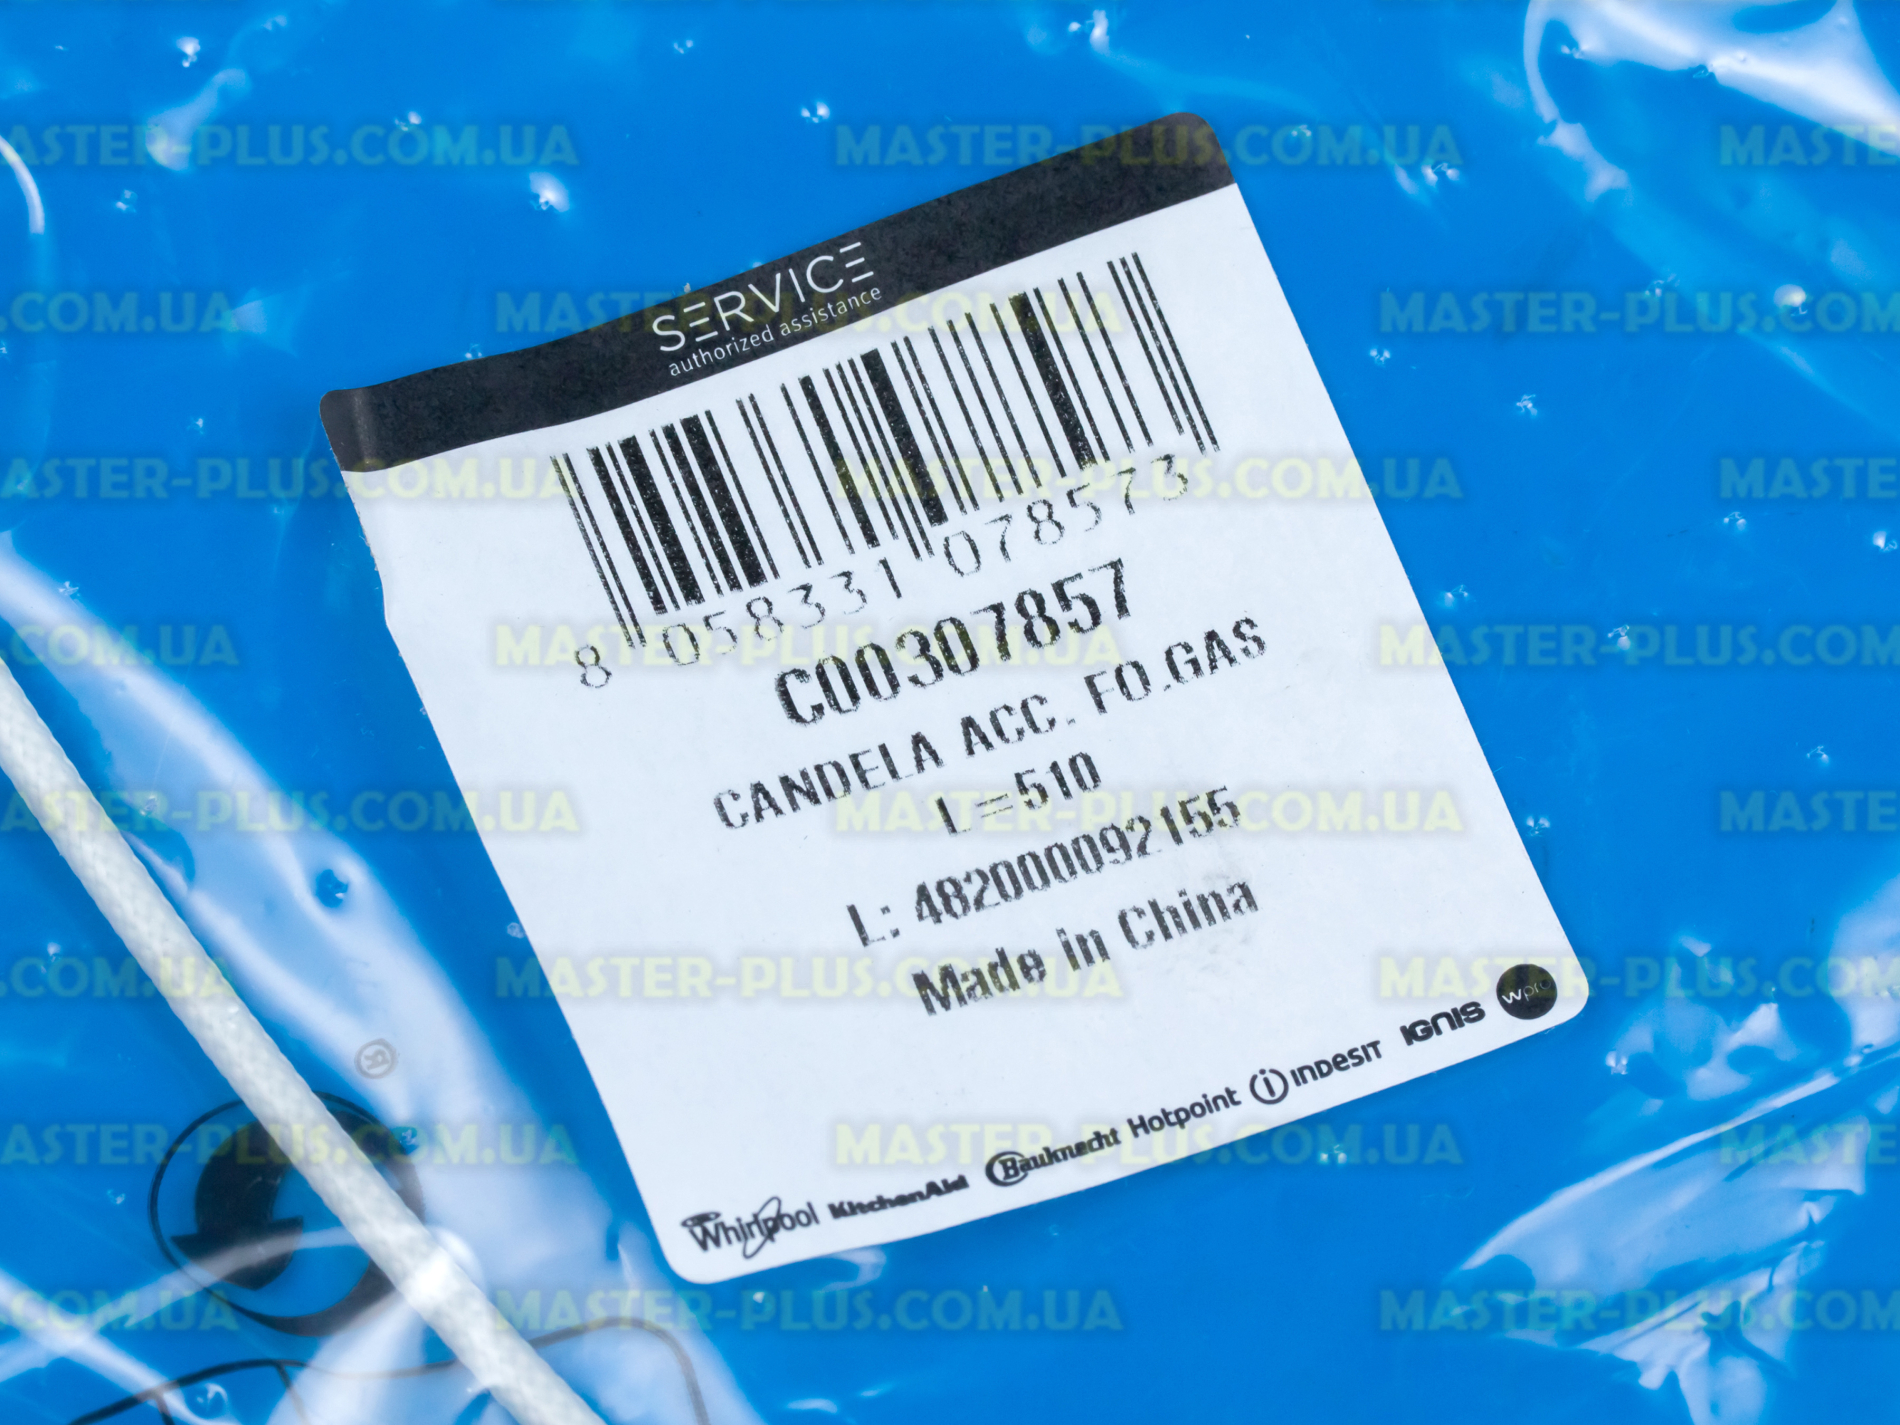 SERVICE
authorized assistance
8 058331 078573
C00307857
CANDELA ACC. FO.GAS
L=510
L: 482000092155
Made in China
Whirlpool KitchenAid Bauknecht Hotpoint i INDESIT IGNIS wpro
®
MASTER-PLUS.COM.UA